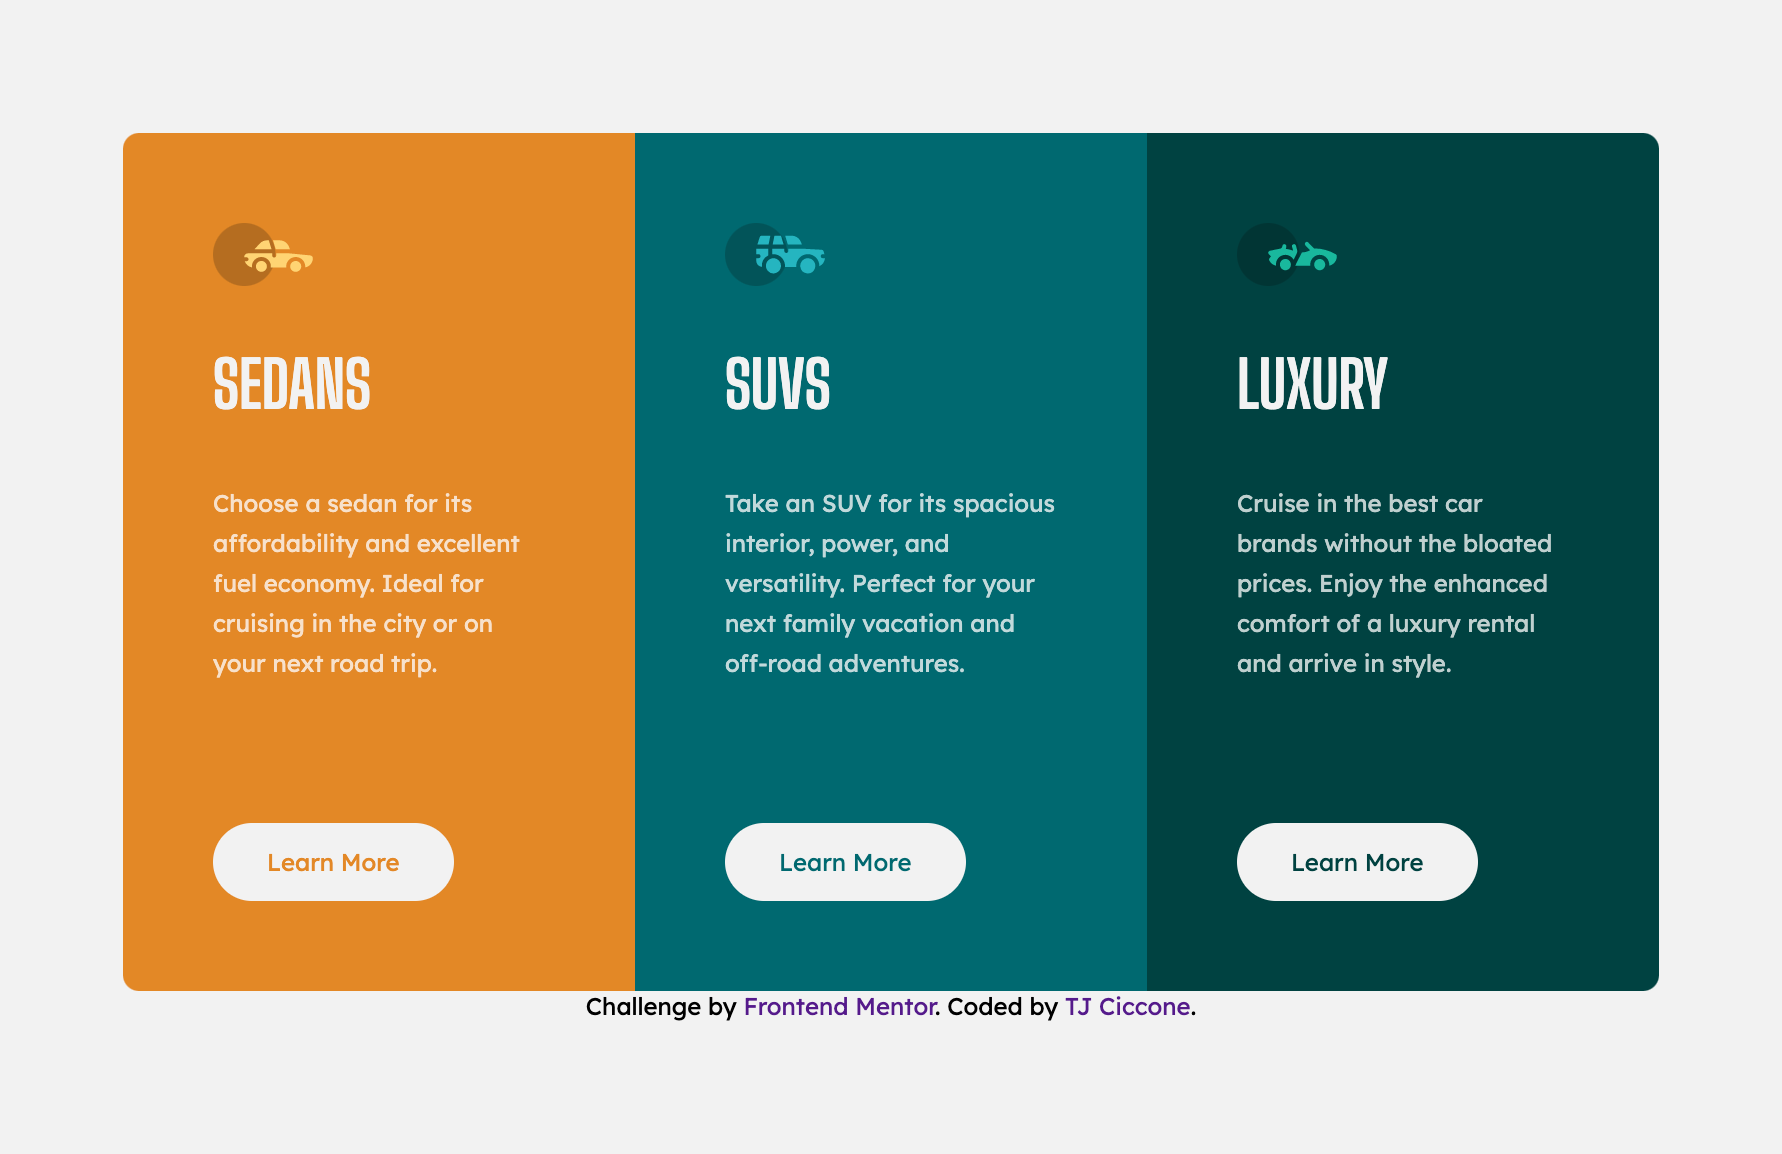 SEDANS
Choose a sedan for its
affordability and excellent
fuel economy. Ideal for
cruising in the city or on
your next road trip.
Learn More
SUVS
Take an SUV for its spacious
interior, power, and
versatility. Perfect for your
next family vacation and
off-road adventures.
Learn More
LUXURY
Cruise in the best car
brands without the bloated
prices. Enjoy the enhanced
comfort of a luxury rental
and arrive in style.
Learn More
Challenge by Frontend Mentor. Coded by TJ Ciccone.